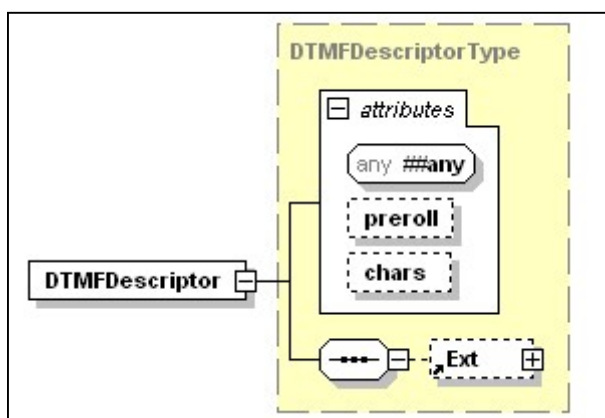 DTMFDescriptorType
attributes
any ##any
preroll
chars
DTMFDescriptor
Ext